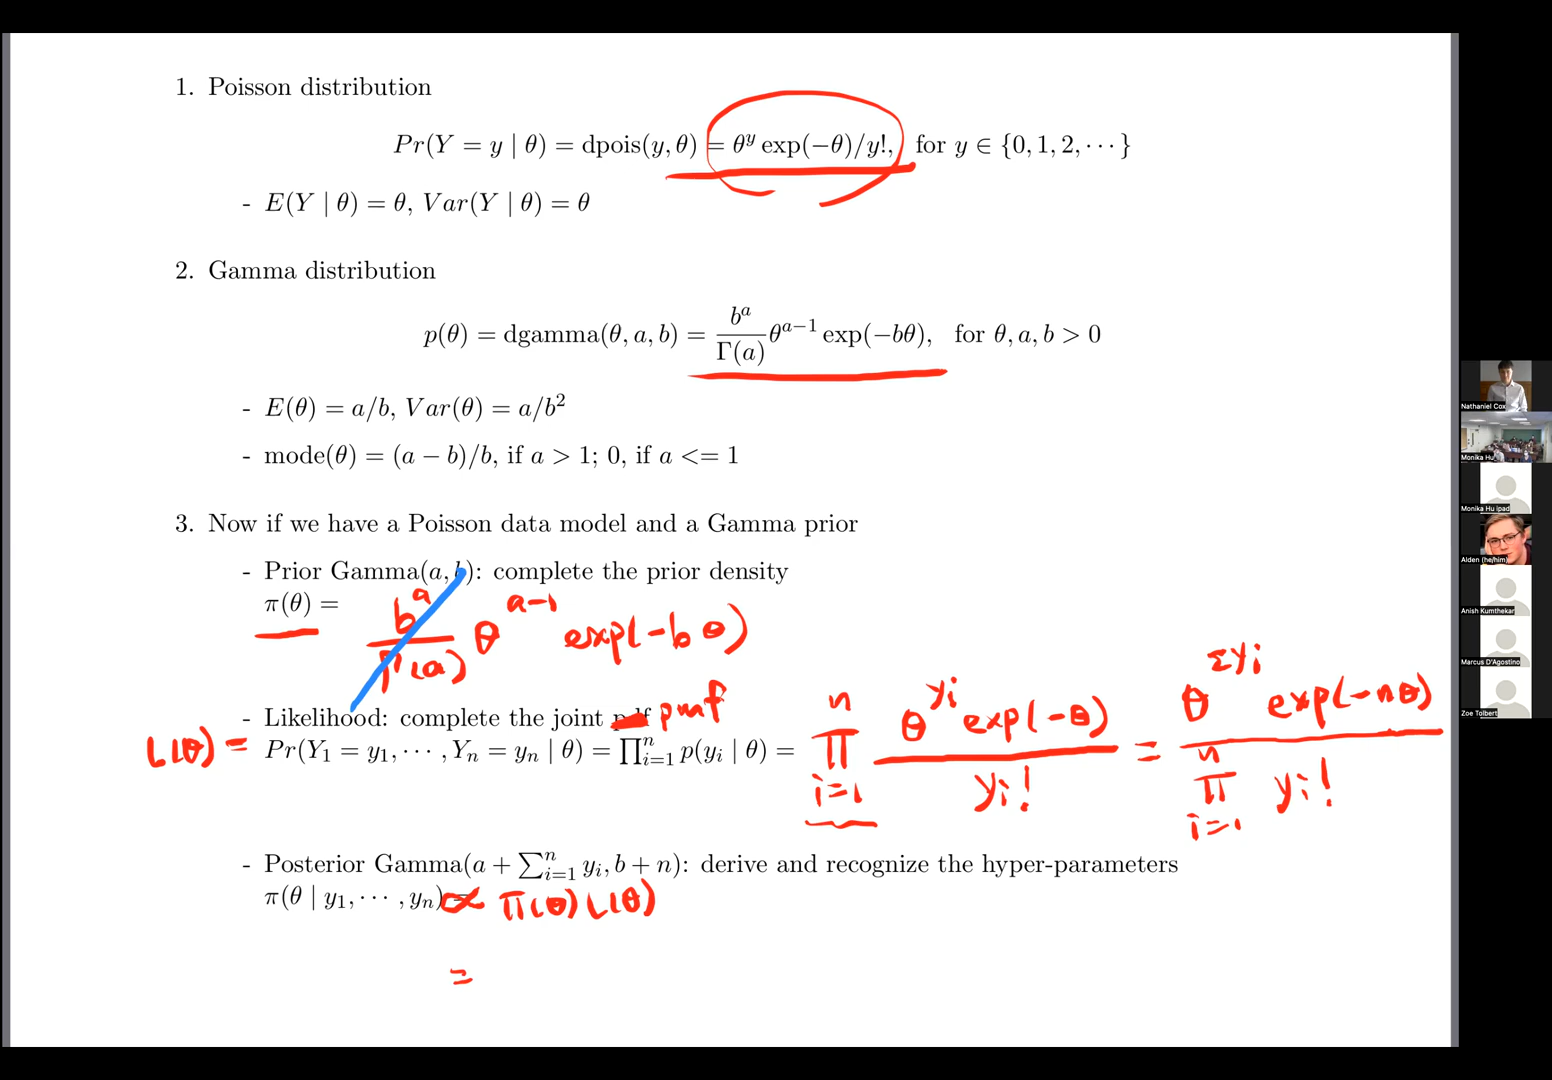 1. Poisson distribution
Pr(Y = y | θ) = dpois(y, θ) = θ^y exp(−θ)/y!, for y ∈ {0, 1, 2, · · · }
- E(Y | θ) = θ, Var(Y | θ) = θ
2. Gamma distribution
p(θ) = dgamma(θ, a, b) = b^a/Γ(a) θ^{a−1} exp(−bθ), for θ, a, b > 0
- E(θ) = a/b, Var(θ) = a/b²
- mode(θ) = (a − b)/b, if a > 1; 0, if a <= 1
3. Now if we have a Poisson data model and a Gamma prior
- Prior Gamma(a, b): complete the prior density
π(θ) = b^a/Γ(a) θ^{a-1} exp(-bθ)
- Likelihood: complete the joint pdf pmf
L(θ) = Pr(Y₁ = y₁, · · · , Yₙ = yₙ | θ) = ∏_{i=1}^n p(yᵢ | θ) = ∏_{i=1}^n θ^{yi} exp(-θ)/yi! = θ^{Σyi} exp(-nθ)/∏_{i=1}^n yi!
- Posterior Gamma(a + ∑_{i=1}^n yᵢ, b + n): derive and recognize the hyper-parameters
π(θ | y₁, · · · , yₙ) ∝ π(θ) L(θ)
=
Nathaniel Cox
Monika Hu
Monika Hu ipad
Alden (he/him)
Anish Kumthekar
Marcus D'Agostino
Zoe Tolbert